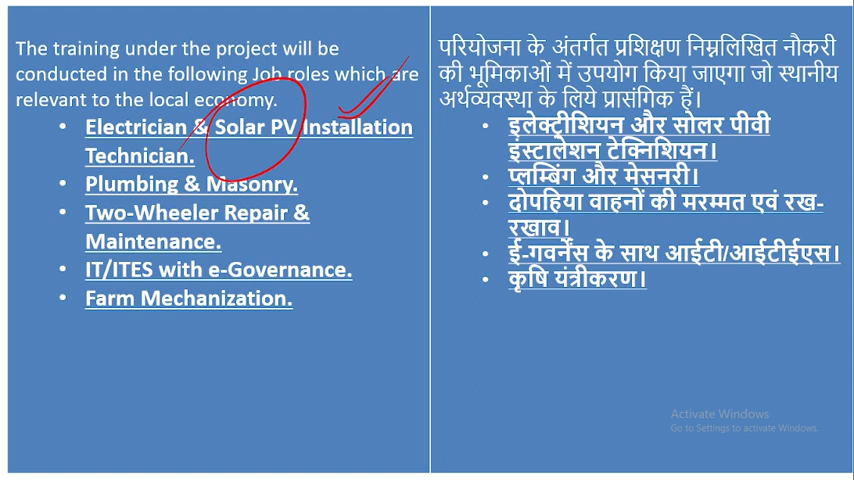 The training under the project will be
conducted in the following Job roles which are
relevant to the local economy.
• Electrician & Solar PV Installation
Technician.
• Plumbing & Masonry.
• Two-Wheeler Repair &
Maintenance.
• IT/ITES with e-Governance.
• Farm Mechanization.
परियोजना के अंतर्गत प्रशिक्षण निम्नलिखित नौकरी
की भूमिकाओं में उपयोग किया जाएगा जो स्थानीय
अर्थव्यवस्था के लिये प्रासंगिक हैं।
• इलेक्ट्रीशियन और सोलर पीवी
इंस्टालेशन टेक्निशियन।
• प्लम्बिंग और मेसनरी।
• दोपहिया वाहनों की मरम्मत एवं रख-
रखाव।
• ई-गवर्नेंस के साथ आईटी/आईटीईएस।
• कृषि यंत्रीकरण।
Activate Windows
Go to Settings to activate Windows.